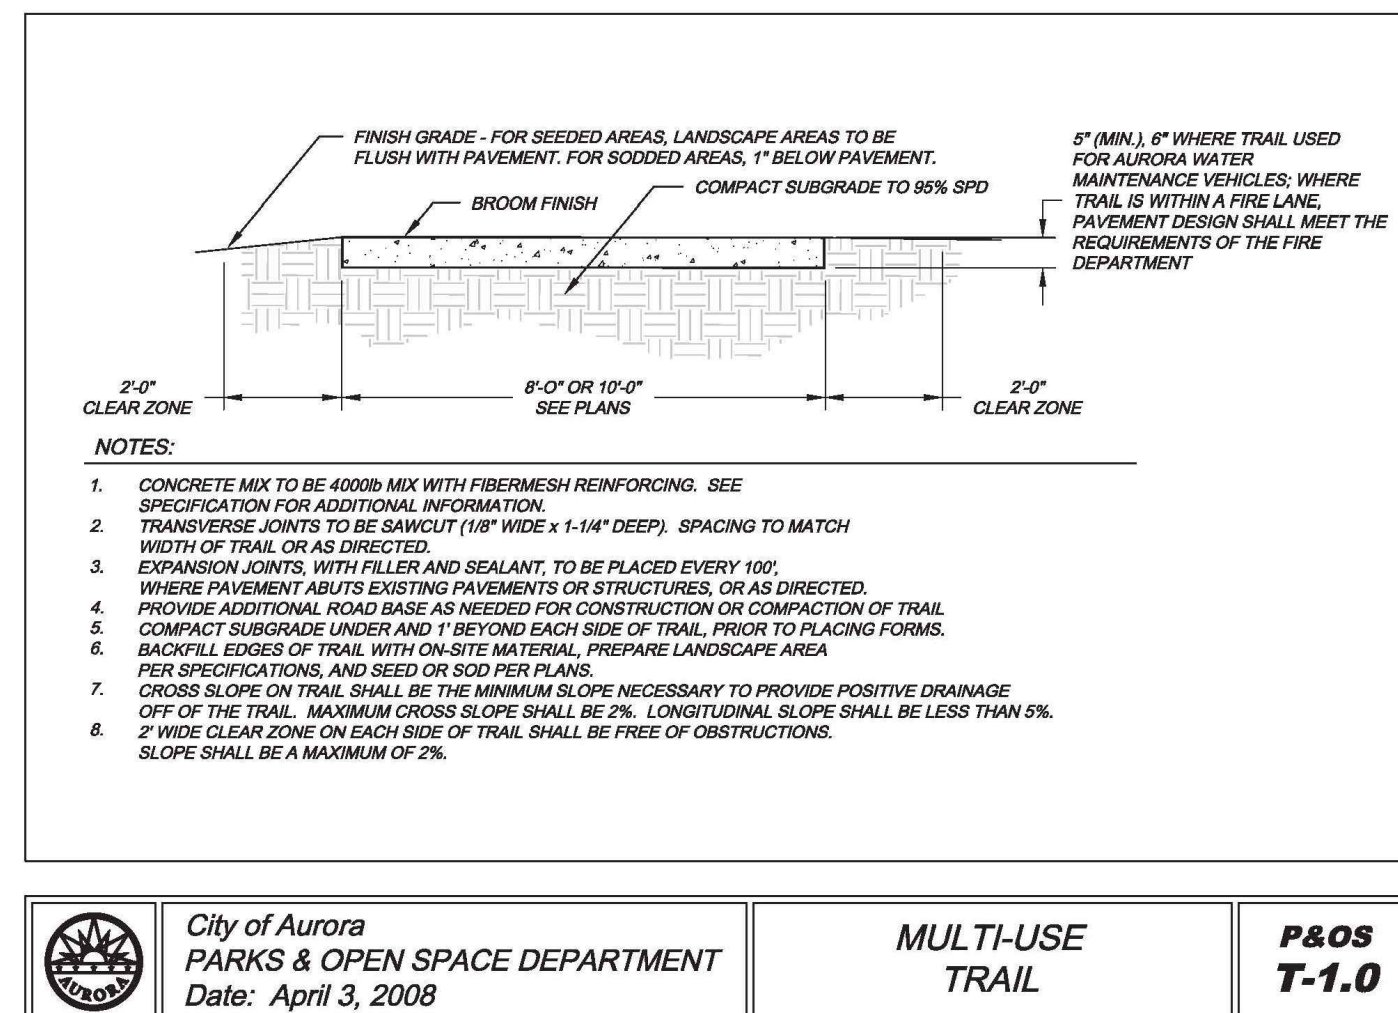 FINISH GRADE - FOR SEEDED AREAS, LANDSCAPE AREAS TO BE
FLUSH WITH PAVEMENT. FOR SODDED AREAS, 1" BELOW PAVEMENT.
COMPACT SUBGRADE TO 95% SPD
BROOM FINISH
5" (MIN.), 6" WHERE TRAIL USED
FOR AURORA WATER
MAINTENANCE VEHICLES; WHERE
TRAIL IS WITHIN A FIRE LANE,
PAVEMENT DESIGN SHALL MEET THE
REQUIREMENTS OF THE FIRE
DEPARTMENT
2'-0"
CLEAR ZONE
8'-O" OR 10'-0"
SEE PLANS
2'-0"
CLEAR ZONE
NOTES:
1. CONCRETE MIX TO BE 4000lb MIX WITH FIBERMESH REINFORCING. SEE
SPECIFICATION FOR ADDITIONAL INFORMATION.
2. TRANSVERSE JOINTS TO BE SAWCUT (1/8" WIDE x 1-1/4" DEEP). SPACING TO MATCH
WIDTH OF TRAIL OR AS DIRECTED.
3. EXPANSION JOINTS, WITH FILLER AND SEALANT, TO BE PLACED EVERY 100',
WHERE PAVEMENT ABUTS EXISTING PAVEMENTS OR STRUCTURES, OR AS DIRECTED.
4. PROVIDE ADDITIONAL ROAD BASE AS NEEDED FOR CONSTRUCTION OR COMPACTION OF TRAIL
5. COMPACT SUBGRADE UNDER AND 1' BEYOND EACH SIDE OF TRAIL, PRIOR TO PLACING FORMS.
6. BACKFILL EDGES OF TRAIL WITH ON-SITE MATERIAL, PREPARE LANDSCAPE AREA
PER SPECIFICATIONS, AND SEED OR SOD PER PLANS.
7. CROSS SLOPE ON TRAIL SHALL BE THE MINIMUM SLOPE NECESSARY TO PROVIDE POSITIVE DRAINAGE
OFF OF THE TRAIL. MAXIMUM CROSS SLOPE SHALL BE 2%. LONGITUDINAL SLOPE SHALL BE LESS THAN 5%.
8. 2' WIDE CLEAR ZONE ON EACH SIDE OF TRAIL SHALL BE FREE OF OBSTRUCTIONS.
SLOPE SHALL BE A MAXIMUM OF 2%.
AURORA
City of Aurora
PARKS & OPEN SPACE DEPARTMENT
Date: April 3, 2008
MULTI-USE
TRAIL
P&OS
T-1.0